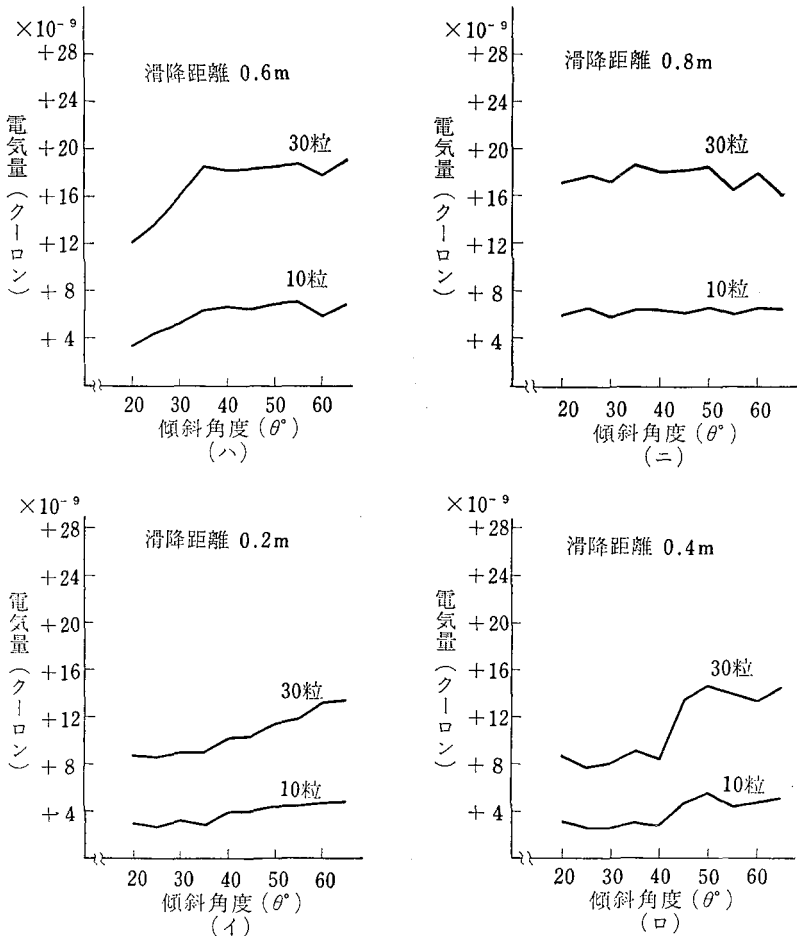 ×10⁻⁹
滑降距離 0.6m
電気量(クーロン)
+28
+24
+20
+16
+12
+8
+4
30粒
10粒
20 30 40 50 60
傾斜角度(θ°)
(ハ)
×10⁻⁹
滑降距離 0.8m
電気量(クーロン)
+28
+24
+20
+16
+12
+8
+4
30粒
10粒
20 30 40 50 60
傾斜角度(θ°)
(ニ)
×10⁻⁹
滑降距離 0.2m
電気量(クーロン)
+28
+24
+20
+16
+12
+8
+4
30粒
10粒
20 30 40 50 60
傾斜角度(θ°)
(イ)
×10⁻⁹
滑降距離 0.4m
電気量(クーロン)
+28
+24
+20
+16
+12
+8
+4
30粒
10粒
20 30 40 50 60
傾斜角度(θ°)
(ロ)